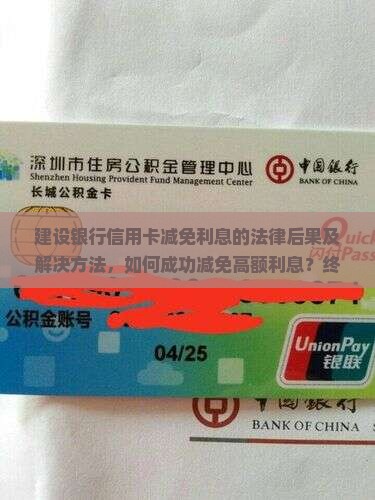 深圳市住房公积金管理中心
Shenzhen Housing Provident Fund Management Center
中国银行
BANK OF CHINA
长城公积金卡
建设银行信用卡减免利息的法律后果及
解决方法，如何成功减免高额利息？终
Quick
Pass
闪付
公积金账号
04/25
UnionPay
银联
中国银行
BANK OF CHINA